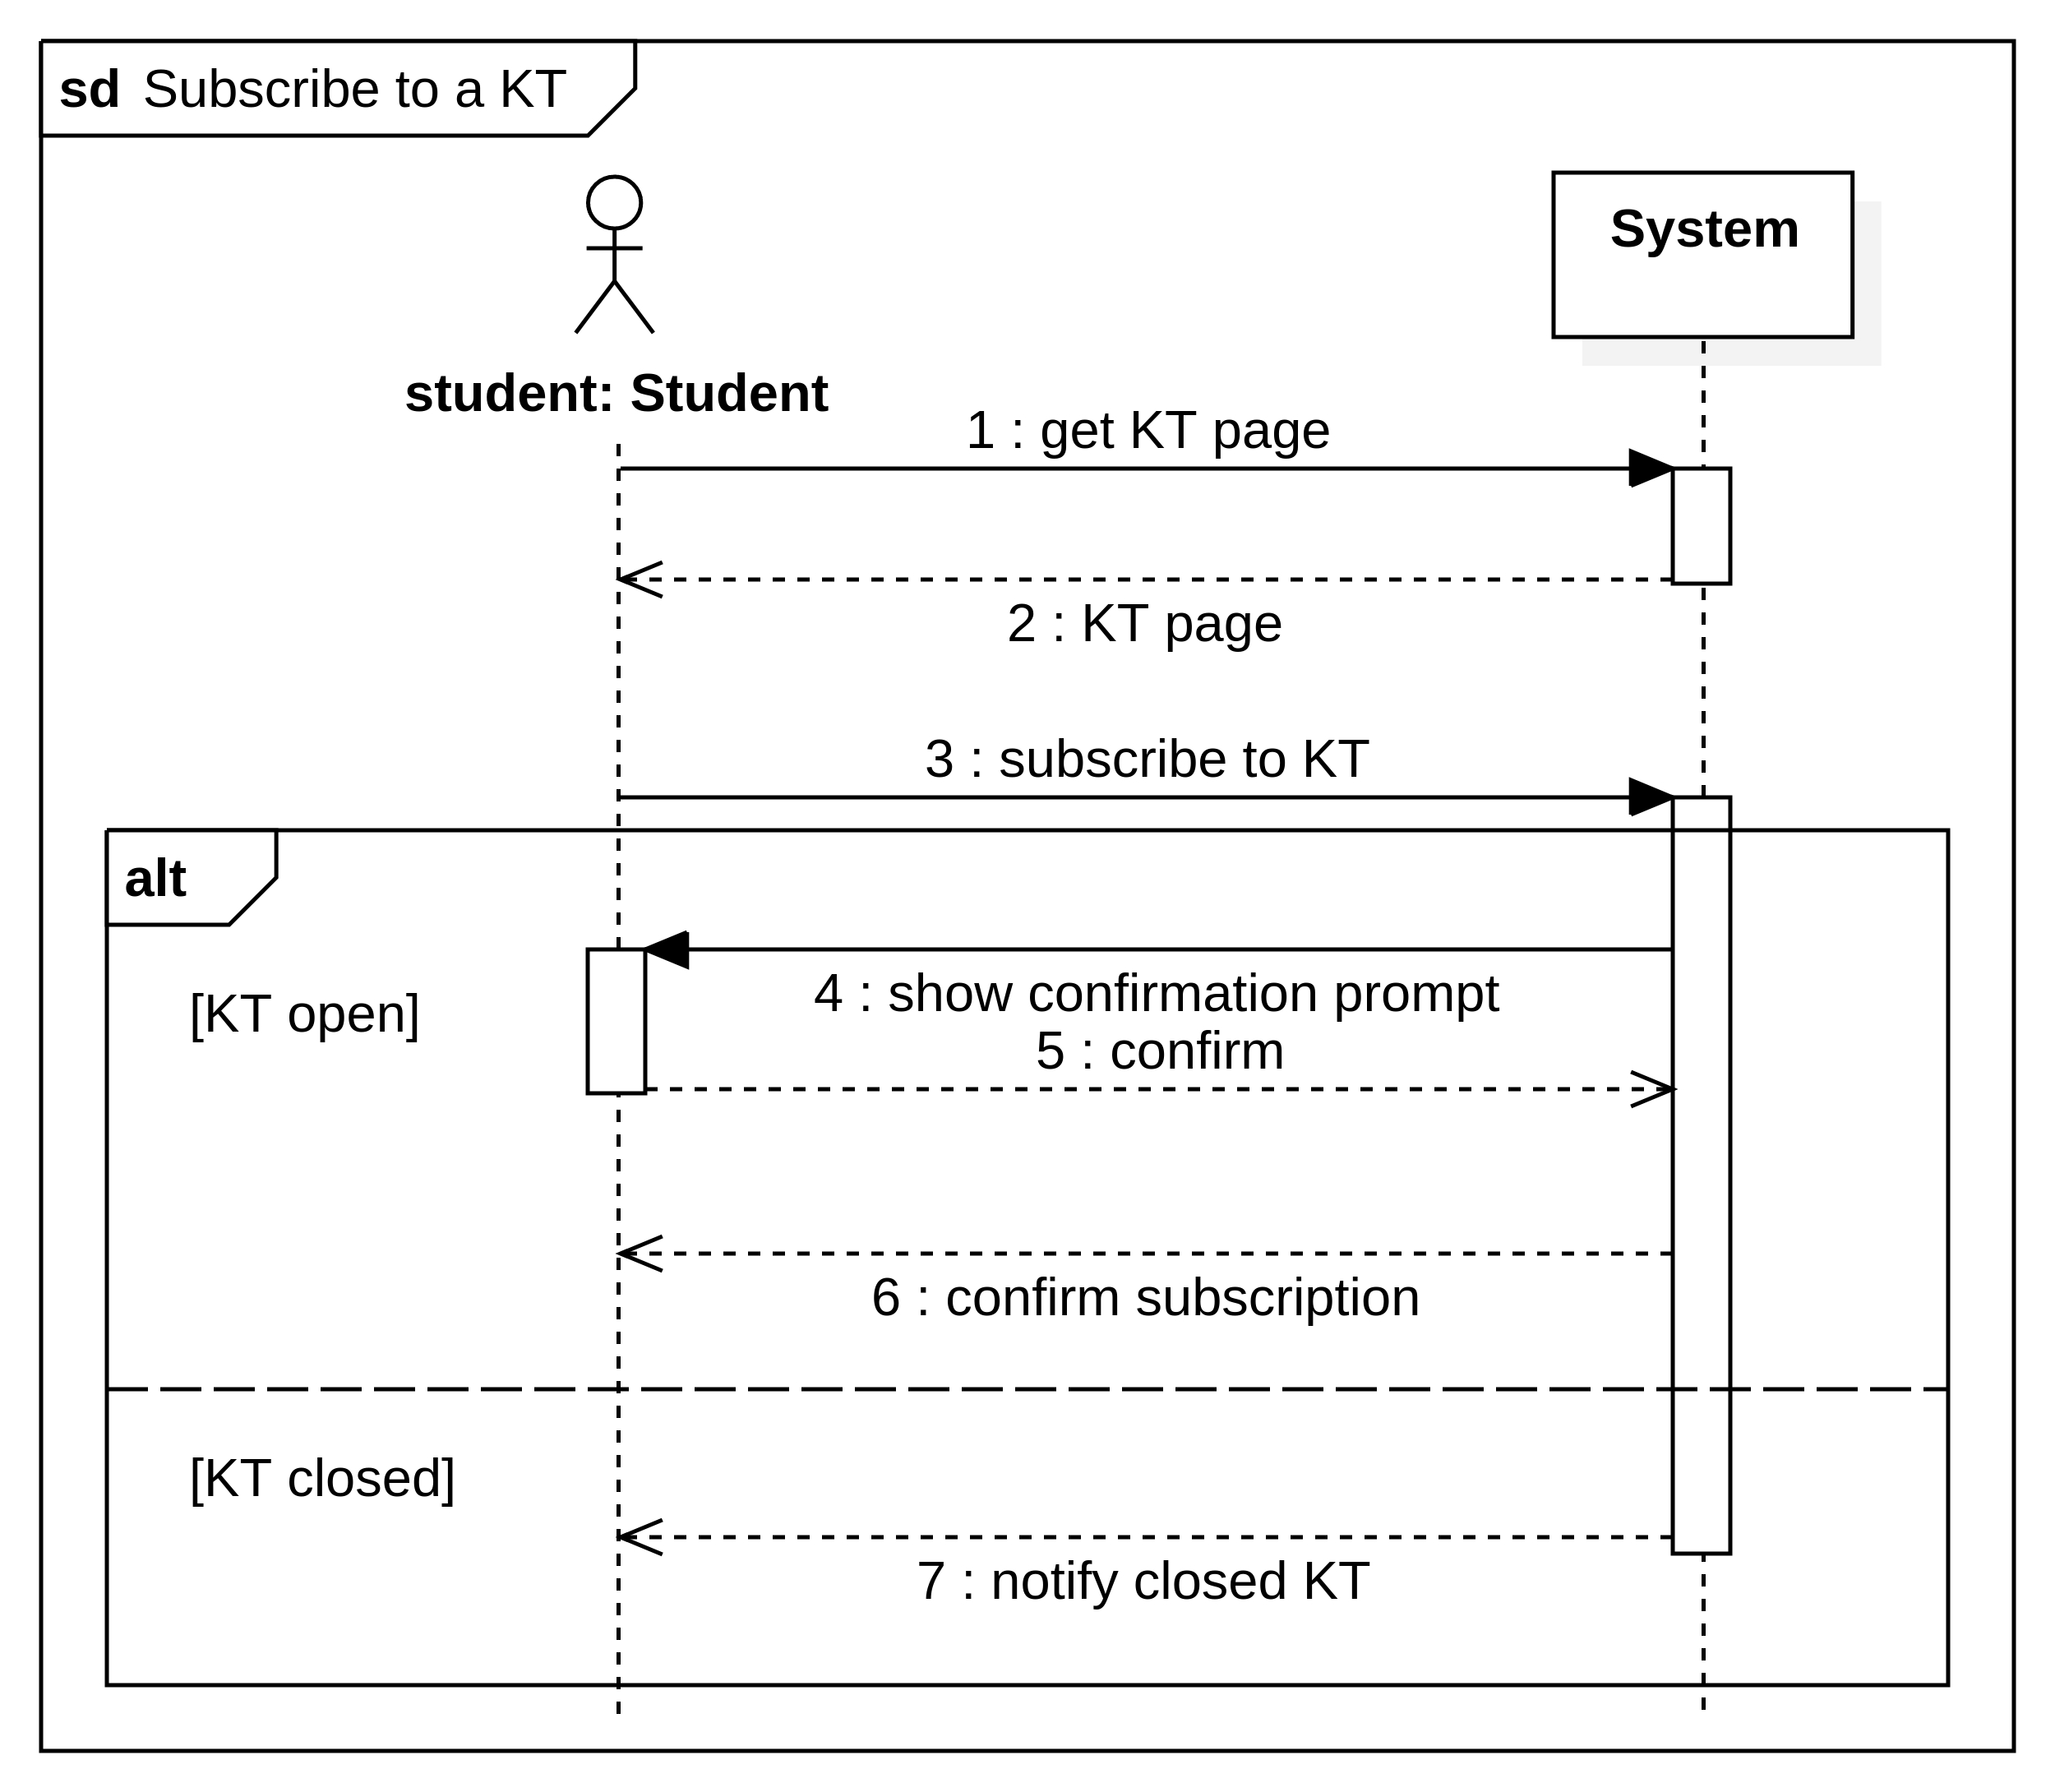 sd Subscribe to a KT
System
student: Student
1 : get KT page
2 : KT page
3 : subscribe to KT
alt
[KT open]
4 : show confirmation prompt
5 : confirm
6 : confirm subscription
[KT closed]
7 : notify closed KT